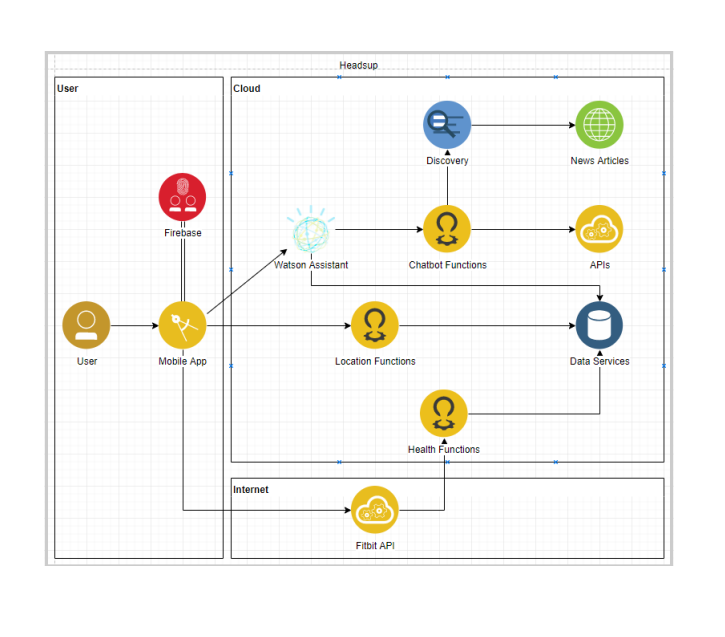 Headsup
User
Cloud
Discovery
News Articles
Firebase
Watson Assistant
Chatbot Functions
APIs
User
Mobile App
Location Functions
Data Services
Health Functions
Internet
Fitbit API